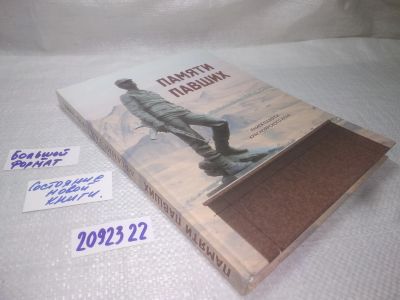 ПАМЯТИ
ПАВШИХ
ПАМЯТИ ПАВШИХ
БОЛЬШОЙ
ФОРМАТ
СОСТОЯНИЕ
НОВОЙ
КНИГИ.
2092322